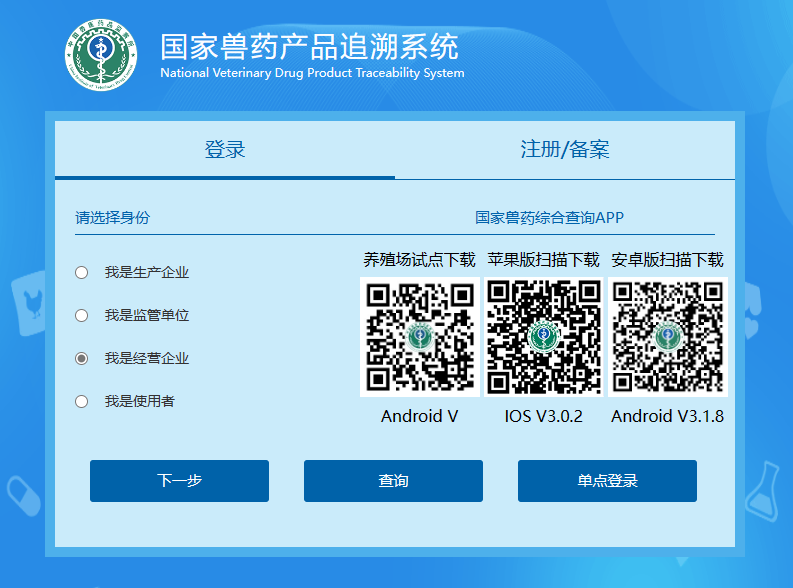 国家兽药产品追溯系统
National Veterinary Drug Product Traceability System
登录
注册/备案
请选择身份
国家兽药综合查询APP
我是生产企业
我是监管单位
我是经营企业
我是使用者
养殖场试点下载 苹果版扫描下载 安卓版扫描下载
Android V IOS V3.0.2 Android V3.1.8
下一步 查询 单点登录